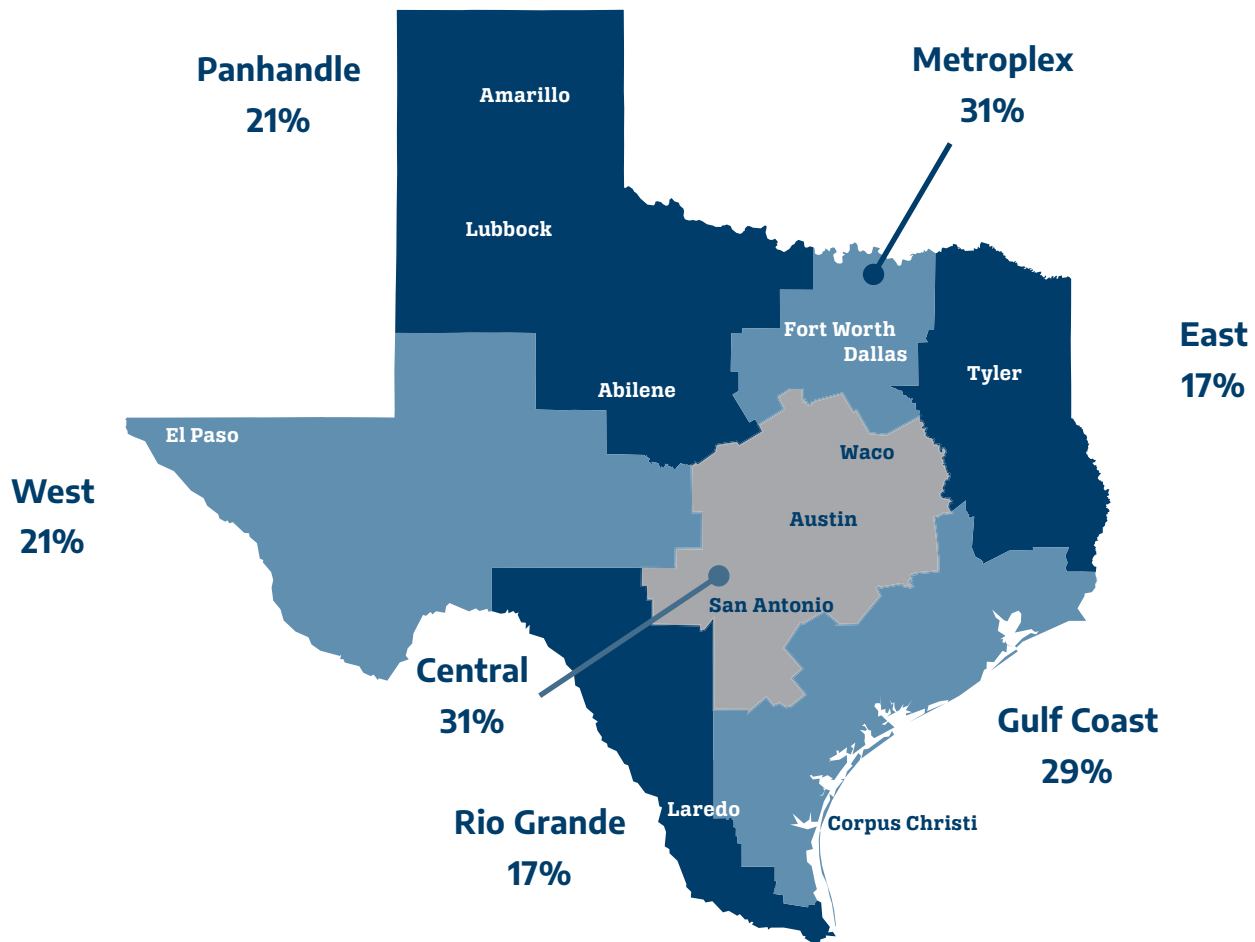 Panhandle
21%
Metroplex
31%
Amarillo
Lubbock
Fort Worth
Dallas
East
17%
Tyler
Abilene
El Paso
Waco
West
21%
Austin
San Antonio
Central
31%
Gulf Coast
29%
Laredo
Rio Grande
17%
Corpus Christi